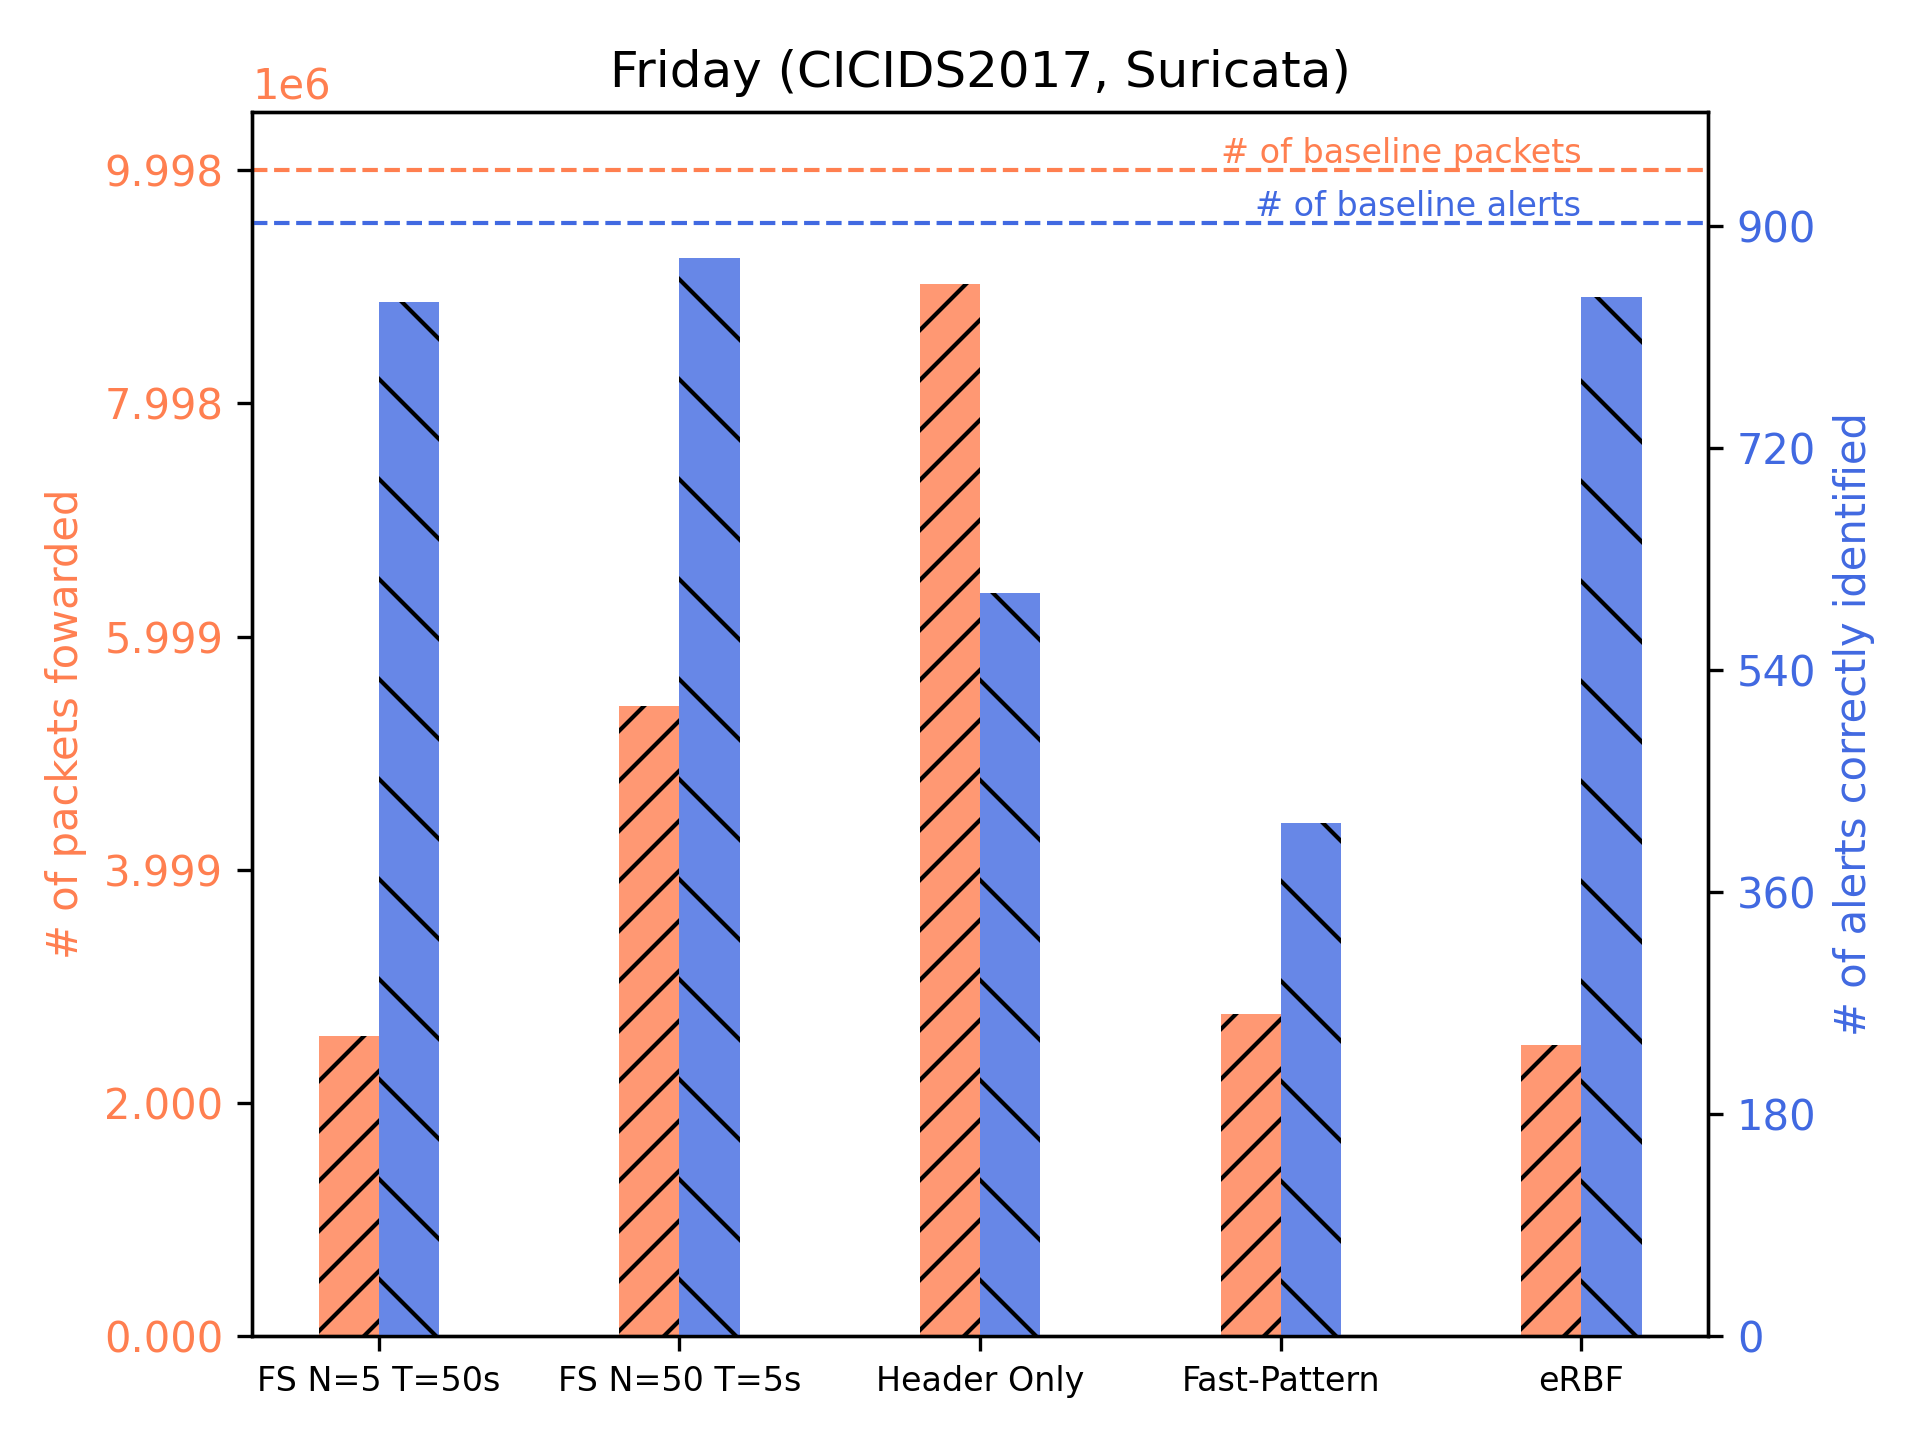 Friday (CICIDS2017, Suricata)
1e6
# of baseline packets
# of baseline alerts
# of packets fowarded
9.998
7.998
5.999
3.999
2.000
0.000
900
720
540
360
180
0
# of alerts correctly identified
FS N=5 T=50s
FS N=50 T=5s
Header Only
Fast-Pattern
eRBF